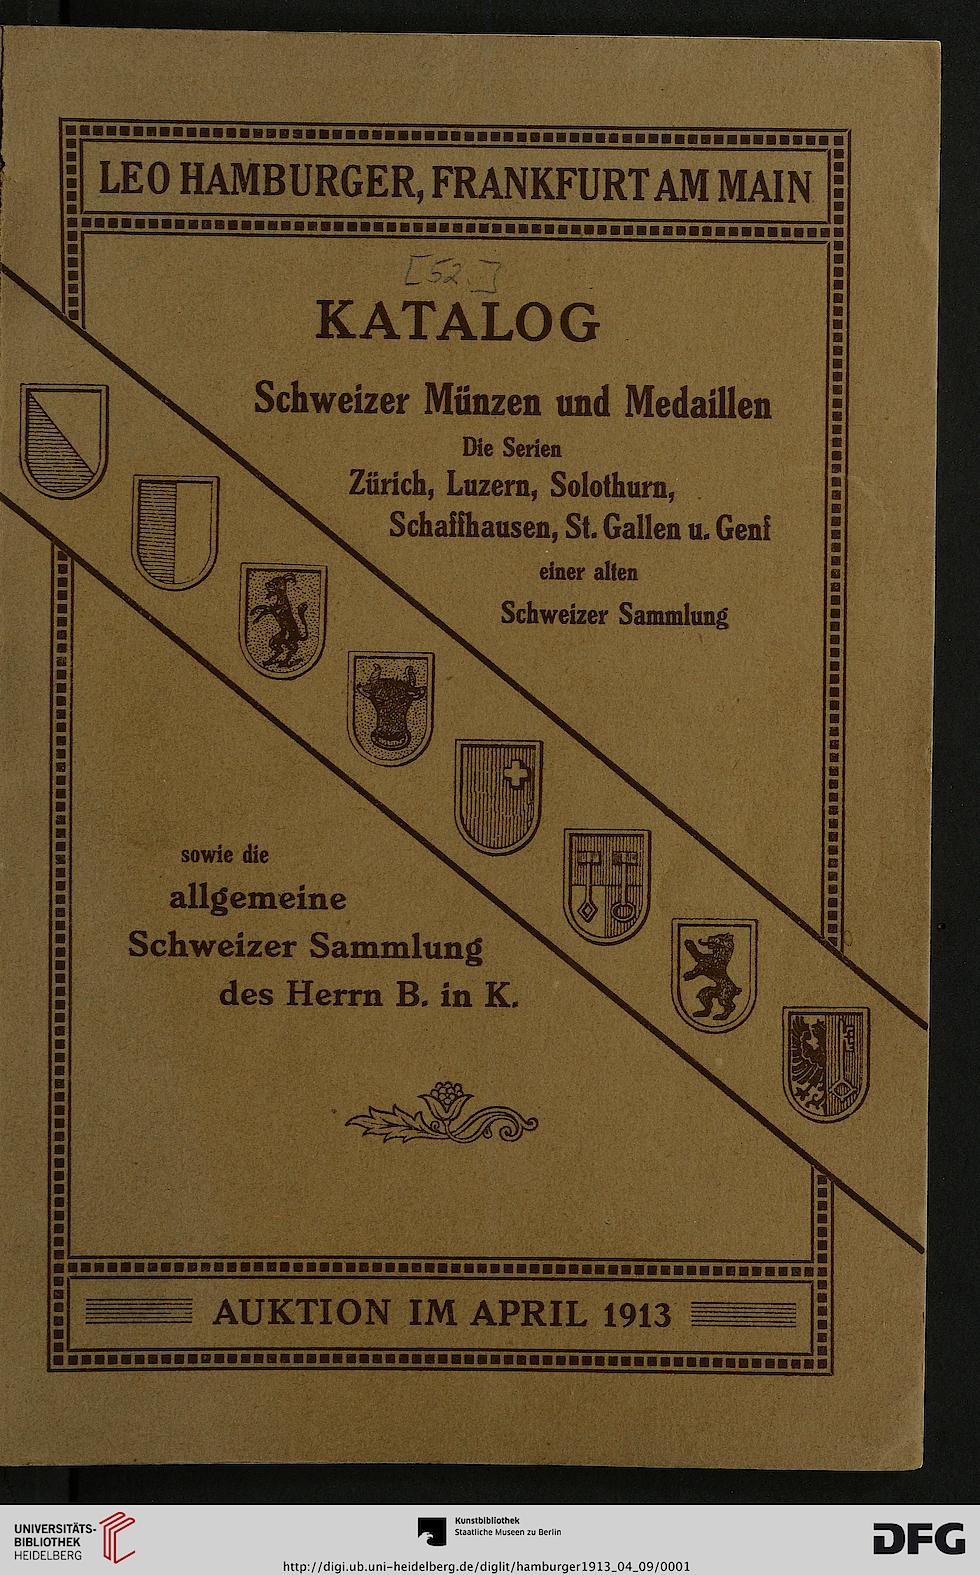 LEO HAMBURGER, FRANKFURT AM MAIN
[52.]
KATALOG
Schweizer Münzen und Medaillen
Die Serien
Zürich, Luzern, Solothurn,
Schaffhausen, St. Gallen u. Genf
einer alten
Schweizer Sammlung
sowie die
allgemeine
Schweizer Sammlung
des Herrn B. in K.
AUKTION IM APRIL 1913
UNIVERSITÄTS-
BIBLIOTHEK
HEIDELBERG
Kunstbibliothek
Staatliche Museen zu Berlin
http://digi.ub.uni-heidelberg.de/diglit/hamburger1913_04_09/0001
DFG